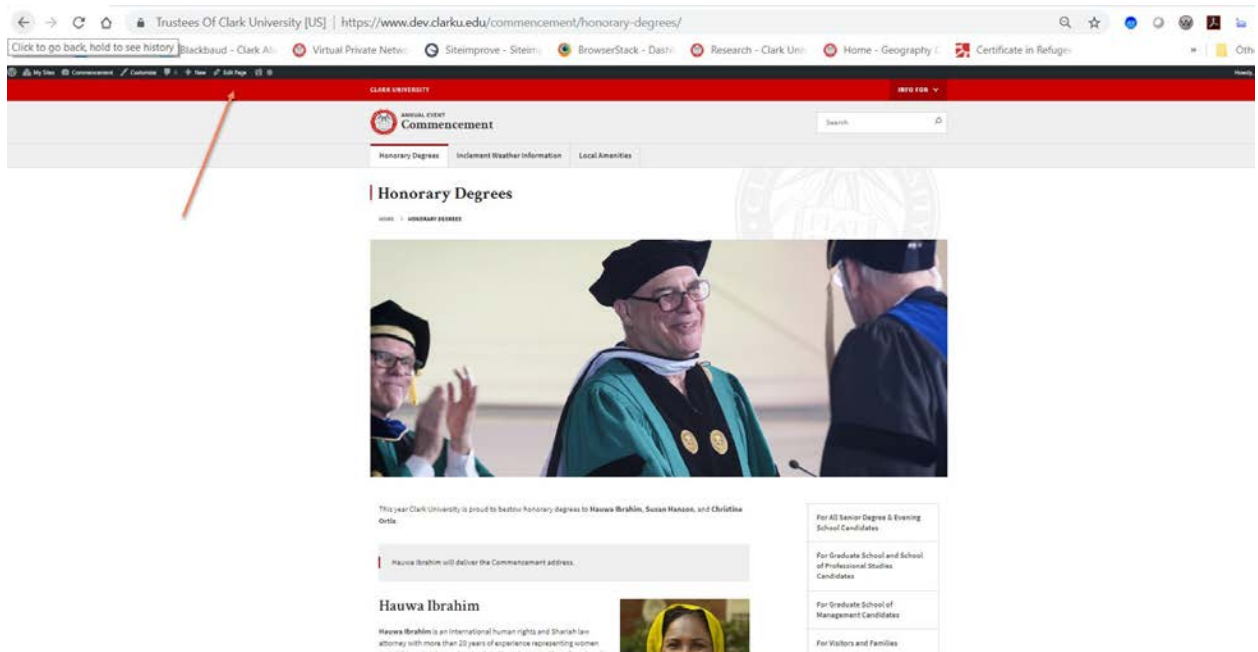 Trustees Of Clark University [US] | https://www.dev.clarku.edu/commencement/honorary-degrees/
Click to go back, hold to see history
Blackbaud - Clark Al
Virtual Private Netwo
Siteimprove - Siteim
BrowserStack - Dash
Research - Clark Uni
Home - Geography
Certificate in Refuge
»
Oth
My Sites Commencement Customize New Edit Page
Howdy,
CLARK UNIVERSITY
INFO FOR
ANNUAL EVENT
Commencement
Search
Honorary Degrees Inclement Weather Information Local Amenities
Honorary Degrees
HOME > HONORARY DEGREES
This year Clark University is proud to bestow honorary degrees to Hauwa Ibrahim, Susan Hanson, and Christine
Ortiz.
Hauwa Ibrahim will deliver the Commencement address.
Hauwa Ibrahim
Hauwa Ibrahim is an international human rights and Shariah law
attorney with more than 20 years of experience representing women
For All Senior Degree & Evening
School Candidates
For Graduate School and School
of Professional Studies
Candidates
For Graduate School of
Management Candidates
For Visitors and Families